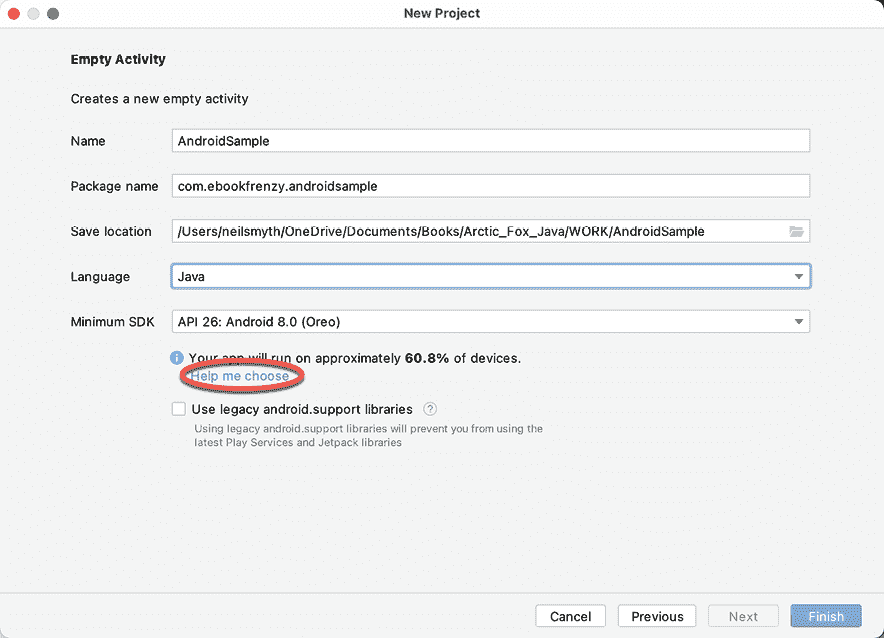 New Project
Empty Activity
Creates a new empty activity
Name AndroidSample
Package name com.ebookfrenzy.androidsample
Save location /Users/neilsmyth/OneDrive/Documents/Books/Arctic_Fox_Java/WORK/AndroidSample
Language Java
Minimum SDK API 26: Android 8.0 (Oreo)
i Your app will run on approximately 60.8% of devices.
Help me choose
Use legacy android.support libraries ?
Using legacy android.support libraries will prevent you from using the
latest Play Services and Jetpack libraries
Cancel Previous Next Finish